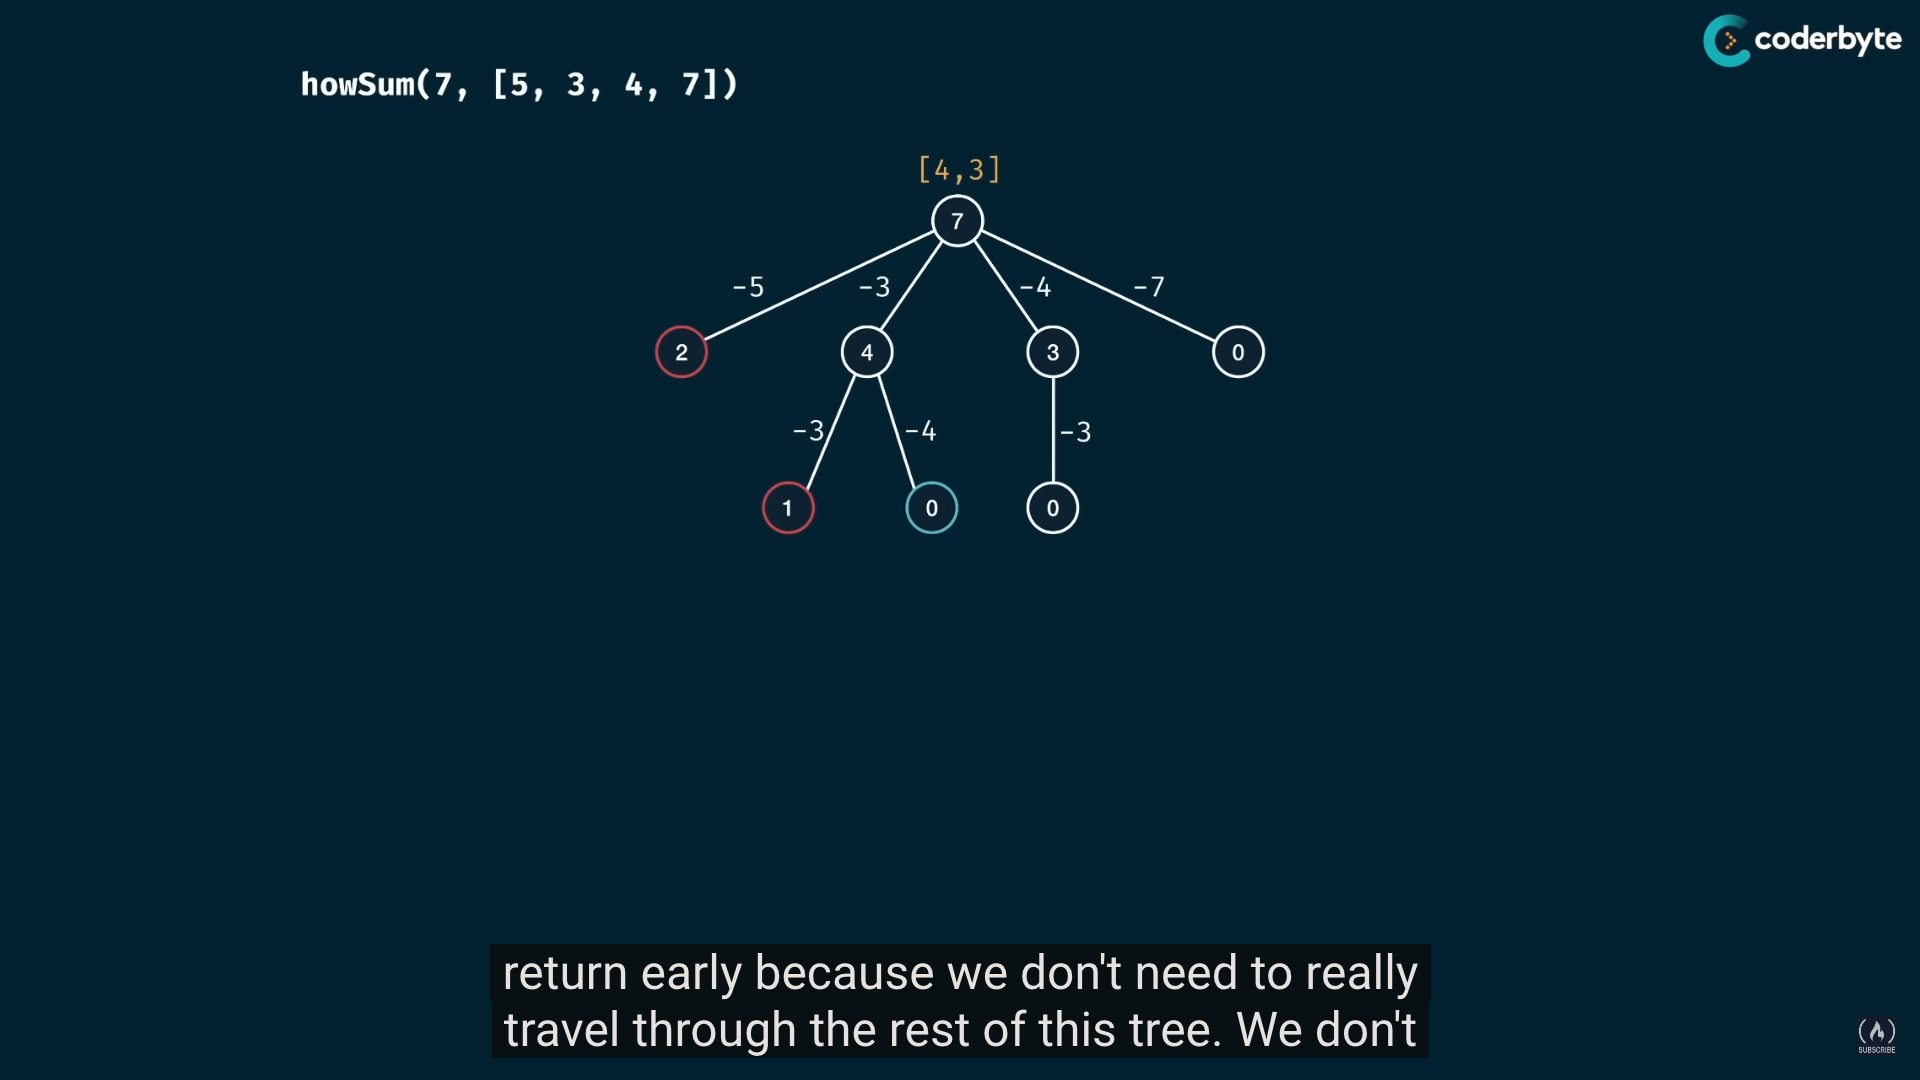 coderbyte
howSum(7, [5, 3, 4, 7])
[4,3]
7
-5 -3 -4 -7
2 4 3 0
-3 -4 -3
1 0 0
return early because we don't need to really
travel through the rest of this tree. We don't
SUBSCRIBE